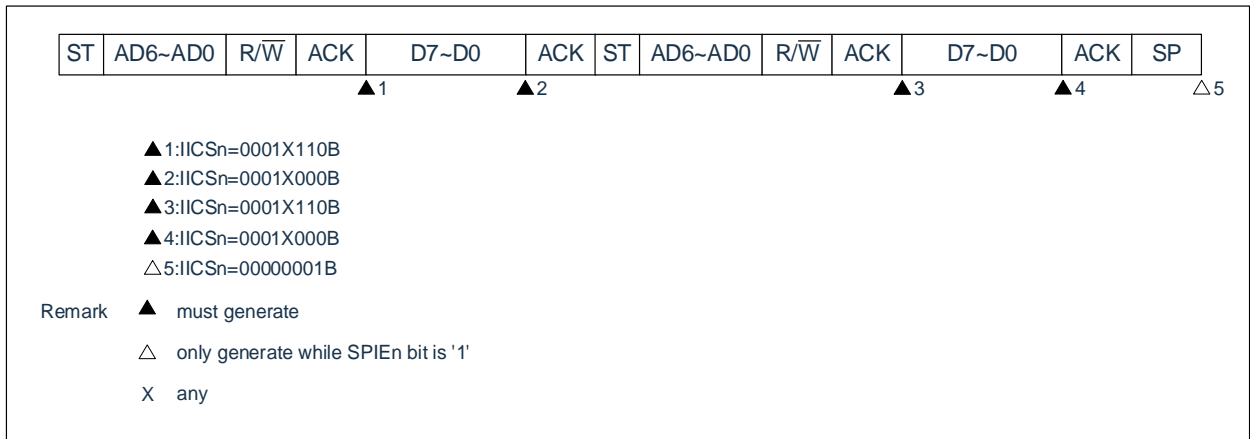 ST AD6~AD0 R/W̅ ACK D7~D0 ACK ST AD6~AD0 R/W̅ ACK D7~D0 ACK SP
▲1 ▲2 ▲3 ▲4 △5
▲1:IICSn=0001X110B
▲2:IICSn=0001X000B
▲3:IICSn=0001X110B
▲4:IICSn=0001X000B
△5:IICSn=00000001B
Remark ▲ must generate
△ only generate while SPIEn bit is '1'
X any